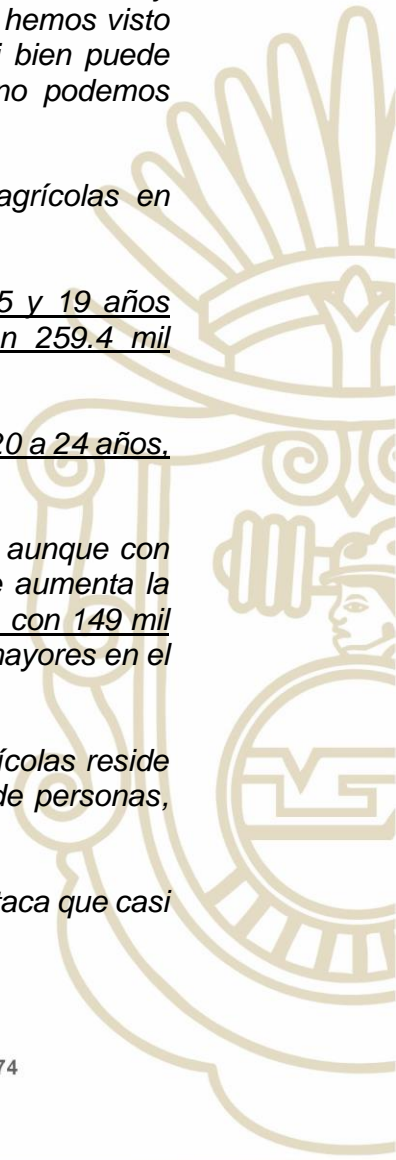 hemos visto
bien puede
no podemos
agrícolas en
5 y 19 años
n 259.4 mil
20 a 24 años,
aunque con
aumenta la
con 149 mil
mayores en el
ícolas reside
de personas,
taca que casi
74